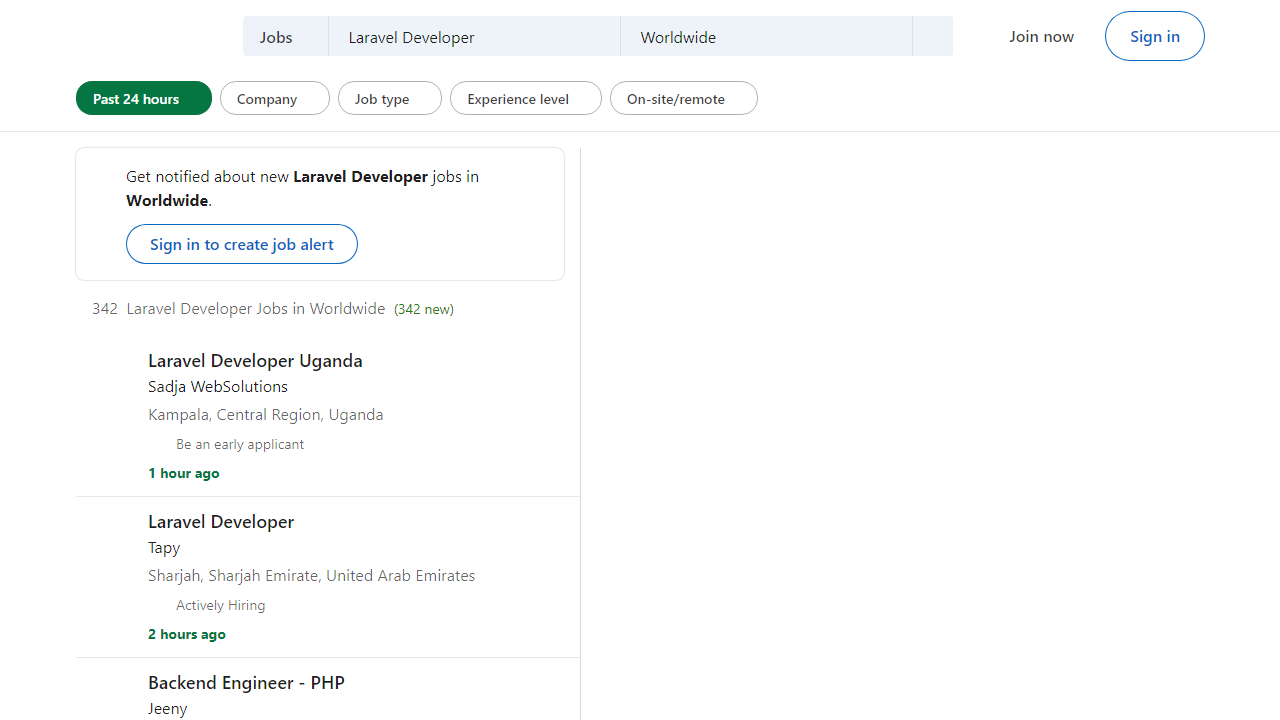 Jobs
Laravel Developer
Worldwide
Join now
Sign in
Past 24 hours
Company
Job type
Experience level
On-site/remote
Get notified about new Laravel Developer jobs in
Worldwide.
Sign in to create job alert
342 Laravel Developer Jobs in Worldwide (342 new)
Laravel Developer Uganda
Sadja WebSolutions
Kampala, Central Region, Uganda
Be an early applicant
1 hour ago
Laravel Developer
Tapy
Sharjah, Sharjah Emirate, United Arab Emirates
Actively Hiring
2 hours ago
Backend Engineer - PHP
Jeeny